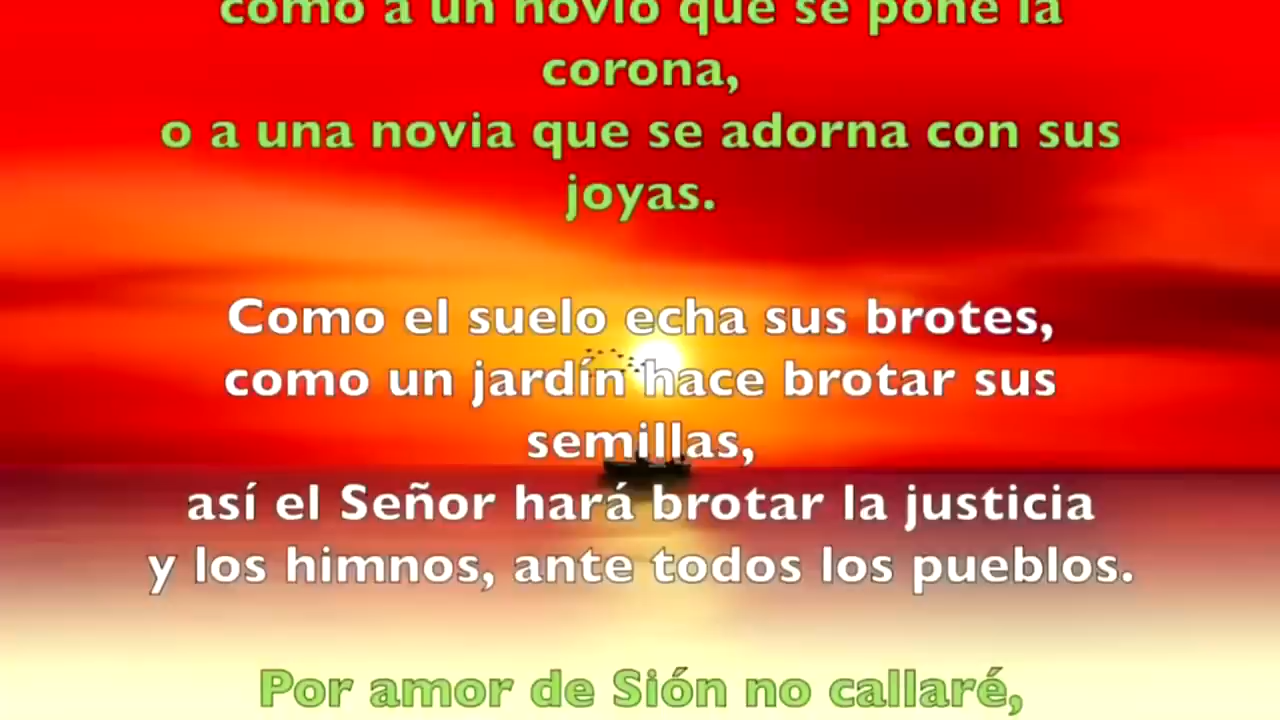 como a un novio que se pone la
corona,
o a una novia que se adorna con sus
joyas.
Como el suelo echa sus brotes,
como un jardín hace brotar sus
semillas,
así el Señor hará brotar la justicia
y los himnos, ante todos los pueblos.
Por amor de Sión no callaré,